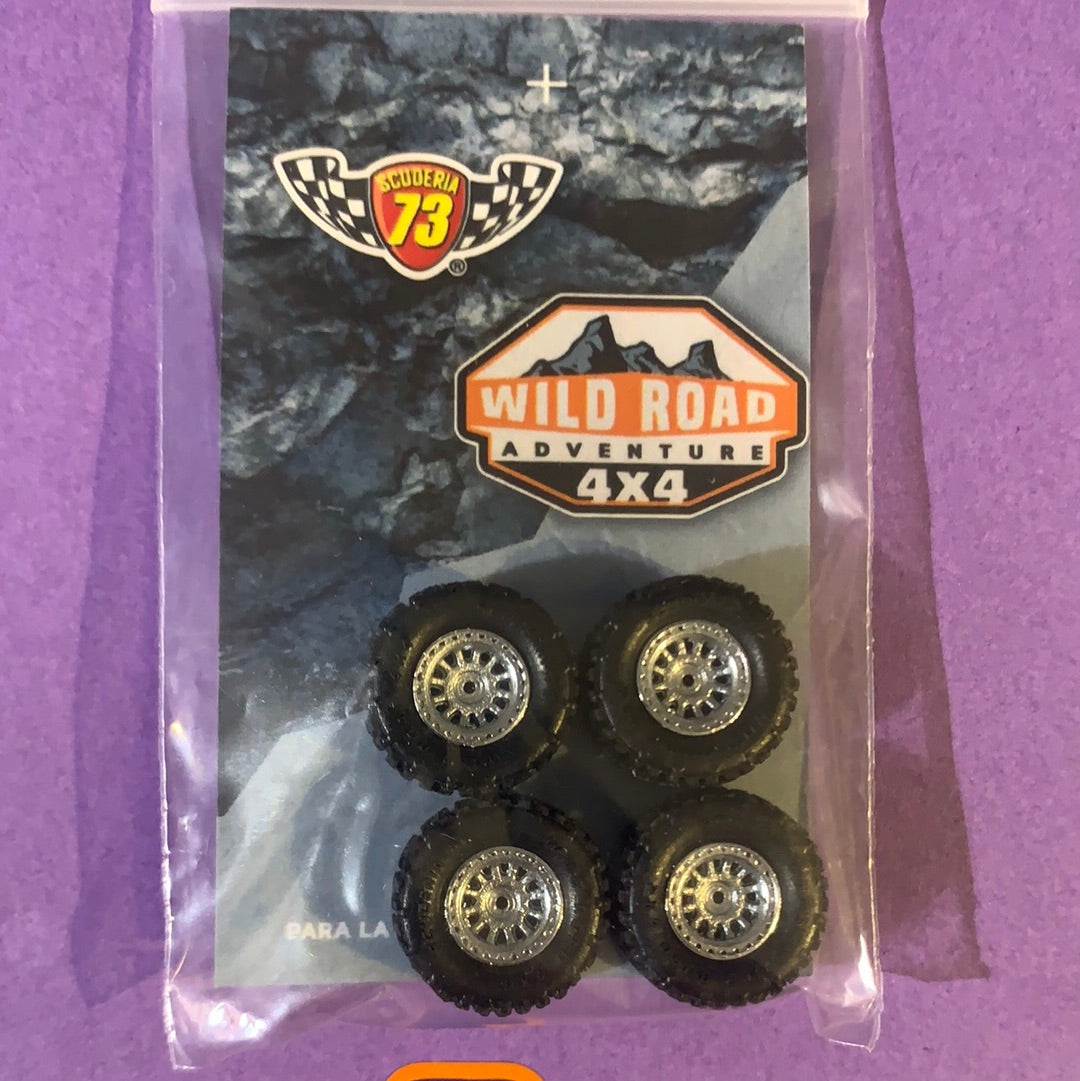 SCUDERIA
73
®
WILD ROAD
ADVENTURE
4X4
PARA LA